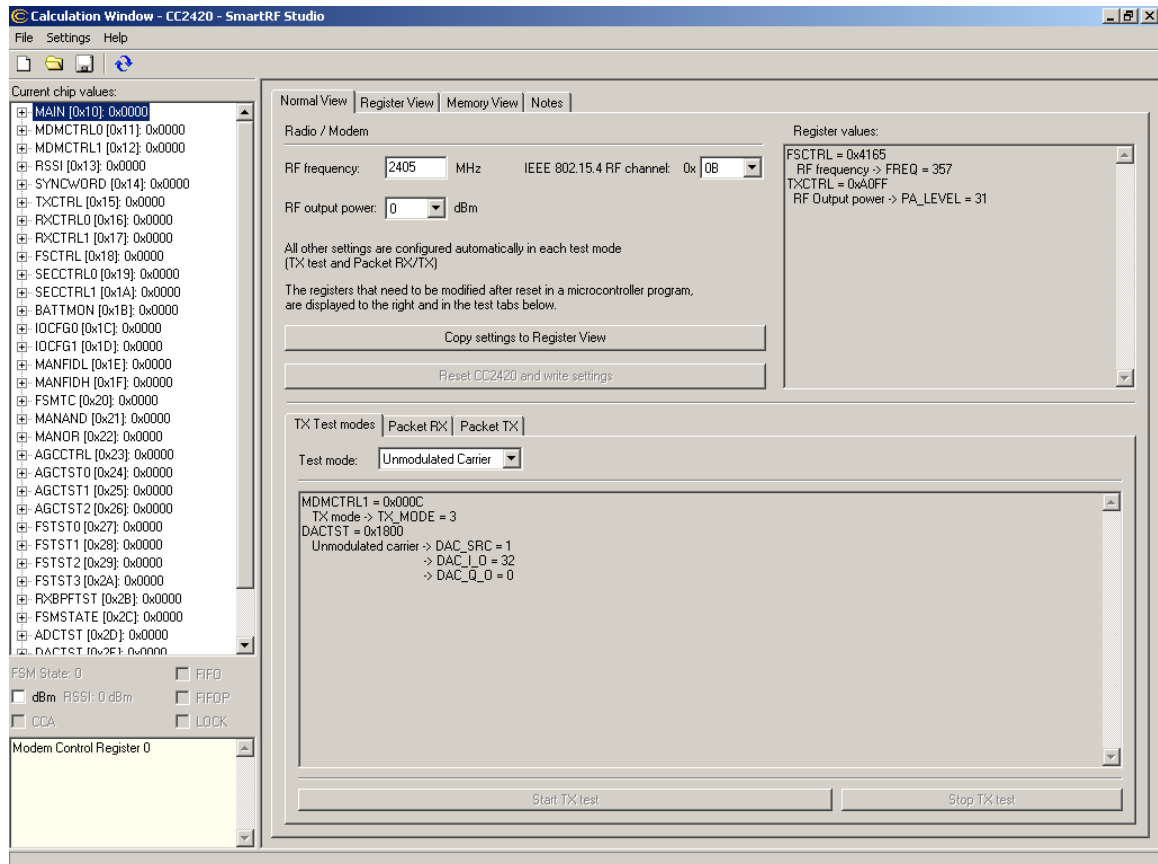 Calculation Window - CC2420 - SmartRF Studio
File Settings Help
Current chip values:
MAIN [0x10]: 0x0000
MDMCTRL0 [0x11]: 0x0000
MDMCTRL1 [0x12]: 0x0000
RSSI [0x13]: 0x0000
SYNCWORD [0x14]: 0x0000
TXCTRL [0x15]: 0x0000
RXCTRL0 [0x16]: 0x0000
RXCTRL1 [0x17]: 0x0000
FSCTRL [0x18]: 0x0000
SECCTRL0 [0x19]: 0x0000
SECCTRL1 [0x1A]: 0x0000
BATTMON [0x1B]: 0x0000
IOCFG0 [0x1C]: 0x0000
IOCFG1 [0x1D]: 0x0000
MANFIDL [0x1E]: 0x0000
MANFIDH [0x1F]: 0x0000
FSMTC [0x20]: 0x0000
MANAND [0x21]: 0x0000
MANOR [0x22]: 0x0000
AGCCTRL [0x23]: 0x0000
AGCTST0 [0x24]: 0x0000
AGCTST1 [0x25]: 0x0000
AGCTST2 [0x26]: 0x0000
FSTST0 [0x27]: 0x0000
FSTST1 [0x28]: 0x0000
FSTST2 [0x29]: 0x0000
FSTST3 [0x2A]: 0x0000
RXBPFTST [0x2B]: 0x0000
FSMSTATE [0x2C]: 0x0000
ADCTST [0x2D]: 0x0000
DACTST [0x2E]: 0x0000
FSM State: 0 FIFO
dBm RSSI: 0 dBm FIFOP
CCA LOCK
Modem Control Register 0
Normal View Register View Memory View Notes
Radio / Modem
RF frequency: 2405 MHz IEEE 802.15.4 RF channel: 0x 0B
RF output power: 0 dBm
All other settings are configured automatically in each test mode
(TX test and Packet RX/TX)
The registers that need to be modified after reset in a microcontroller program,
are displayed to the right and in the test tabs below.
Copy settings to Register View
Reset CC2420 and write settings
Register values:
FSCTRL = 0x4165
RF frequency -> FREQ = 357
TXCTRL = 0xA0FF
RF Output power -> PA_LEVEL = 31
TX Test modes Packet RX Packet TX
Test mode: Unmodulated Carrier
MDMCTRL1 = 0x000C
TX mode -> TX_MODE = 3
DACTST = 0x1800
Unmodulated carrier -> DAC_SRC = 1
-> DAC_I_O = 32
-> DAC_Q_O = 0
Start TX test Stop TX test